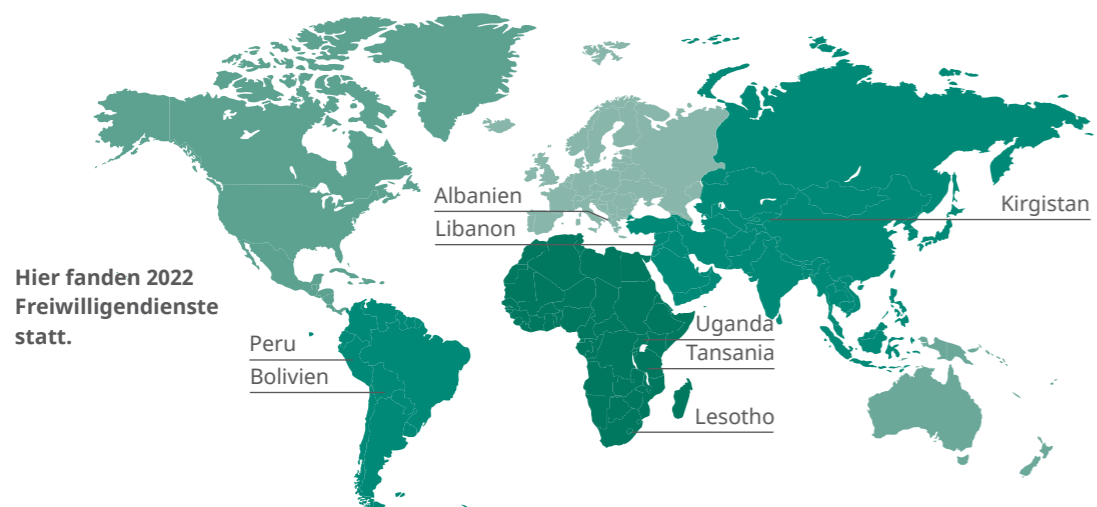 Albanien
Libanon
Kirgistan
Hier fanden 2022
Freiwilligendienste
statt.
Peru
Bolivien
Uganda
Tansania
Lesotho